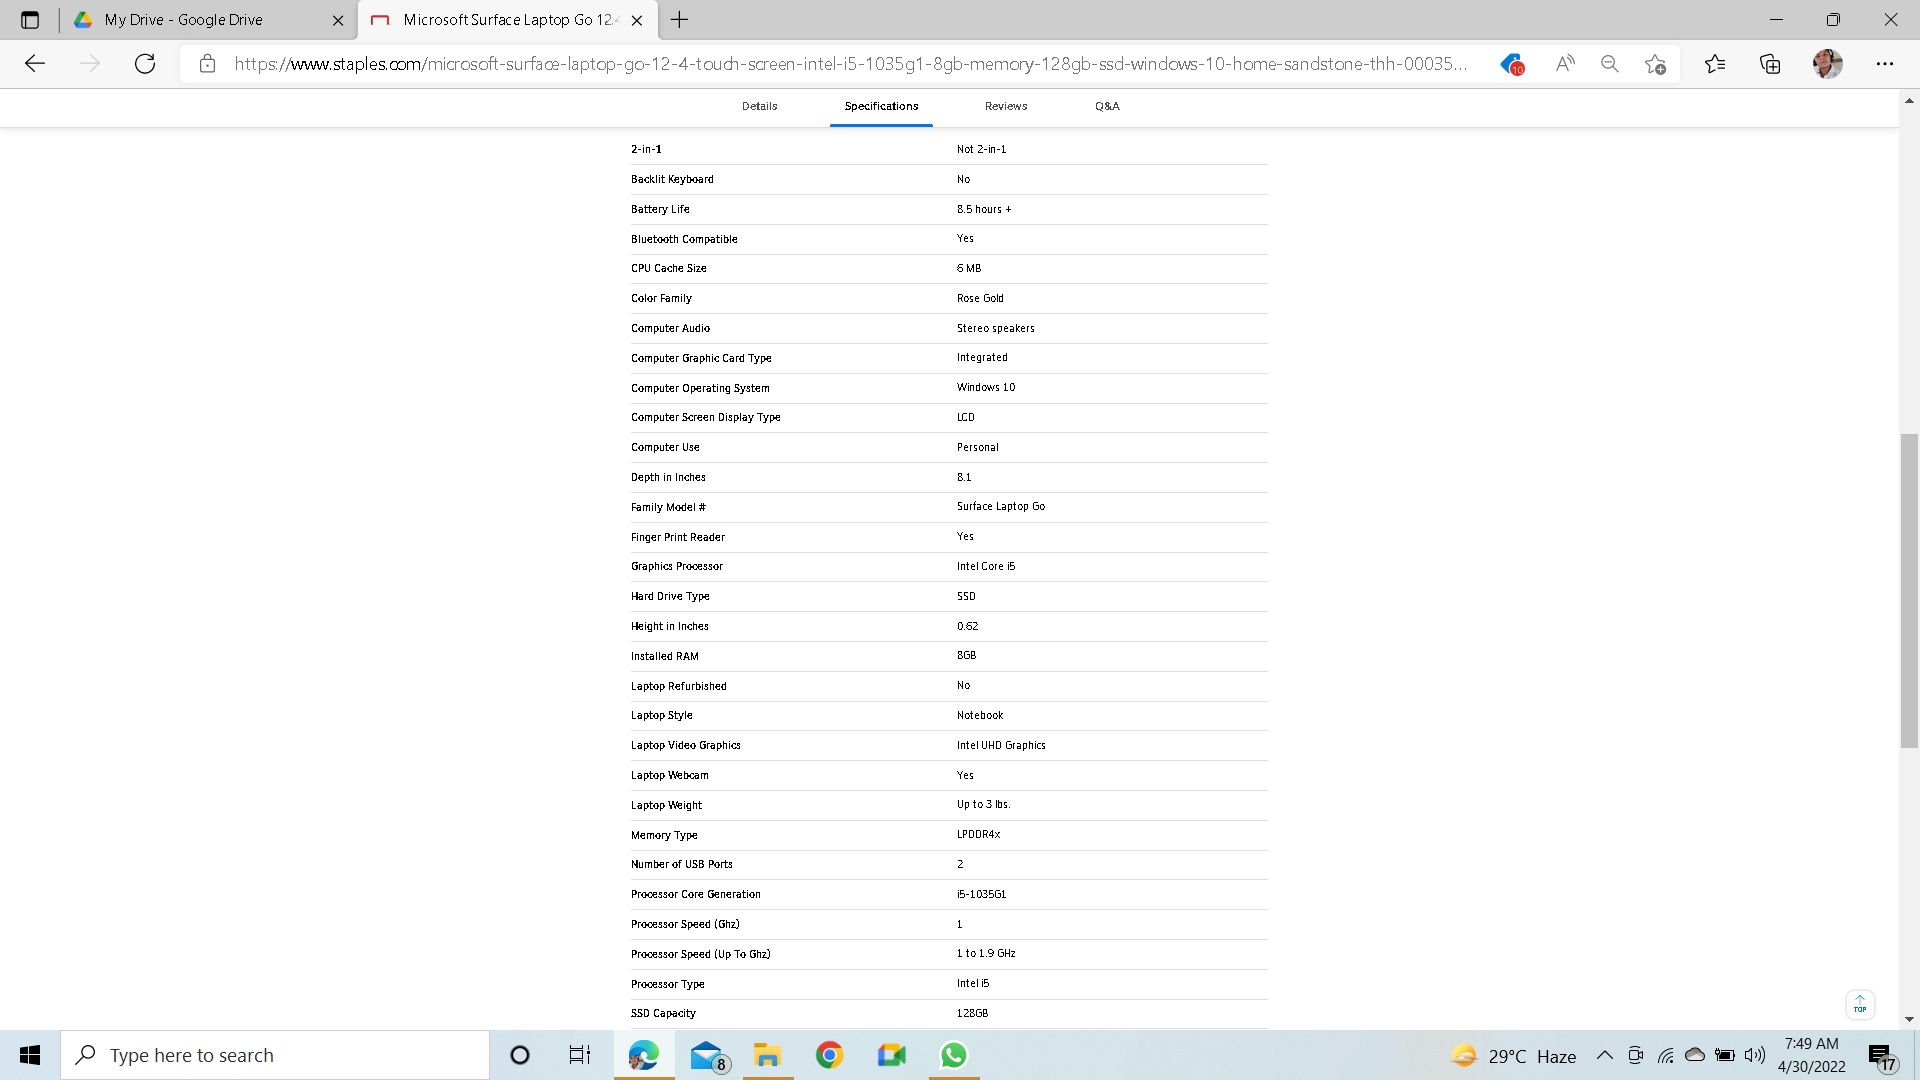 My Drive - Google Drive
Microsoft Surface Laptop Go 12.4
https://www.staples.com/microsoft-surface-laptop-go-12-4-touch-screen-intel-i5-1035g1-8gb-memory-128gb-ssd-windows-10-home-sandstone-thh-00035...
10
Details Specifications Reviews Q&A
2-in-1 Not 2-in-1
Backlit Keyboard No
Battery Life 8.5 hours +
Bluetooth Compatible Yes
CPU Cache Size 6 MB
Color Family Rose Gold
Computer Audio Stereo speakers
Computer Graphic Card Type Integrated
Computer Operating System Windows 10
Computer Screen Display Type LCD
Computer Use Personal
Depth in Inches 8.1
Family Model # Surface Laptop Go
Finger Print Reader Yes
Graphics Processor Intel Core i5
Hard Drive Type SSD
Height in Inches 0.62
Installed RAM 8GB
Laptop Refurbished No
Laptop Style Notebook
Laptop Video Graphics Intel UHD Graphics
Laptop Webcam Yes
Laptop Weight Up to 3 lbs.
Memory Type LPDDR4x
Number of USB Ports 2
Processor Core Generation i5-1035G1
Processor Speed (Ghz) 1
Processor Speed (Up To Ghz) 1 to 1.9 GHz
Processor Type Intel i5
SSD Capacity 128GB
TOP
Type here to search
8
29°C Haze
7:49 AM
4/30/2022
17